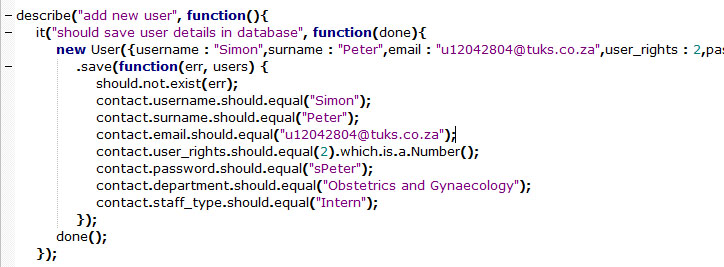 describe("add new user", function(){
it("should save user details in database", function(done){
new User({username : "Simon",surname : "Peter",email : "u12042804@tuks.co.za",user_rights : 2,pas
.save(function(err, users) {
should.not.exist(err);
contact.username.should.equal("Simon");
contact.surname.should.equal("Peter");
contact.email.should.equal("u12042804@tuks.co.za");
contact.user_rights.should.equal(2).which.is.a.Number();
contact.password.should.equal("sPeter");
contact.department.should.equal("Obstetrics and Gynaecology");
contact.staff_type.should.equal("Intern");
});
done();
});